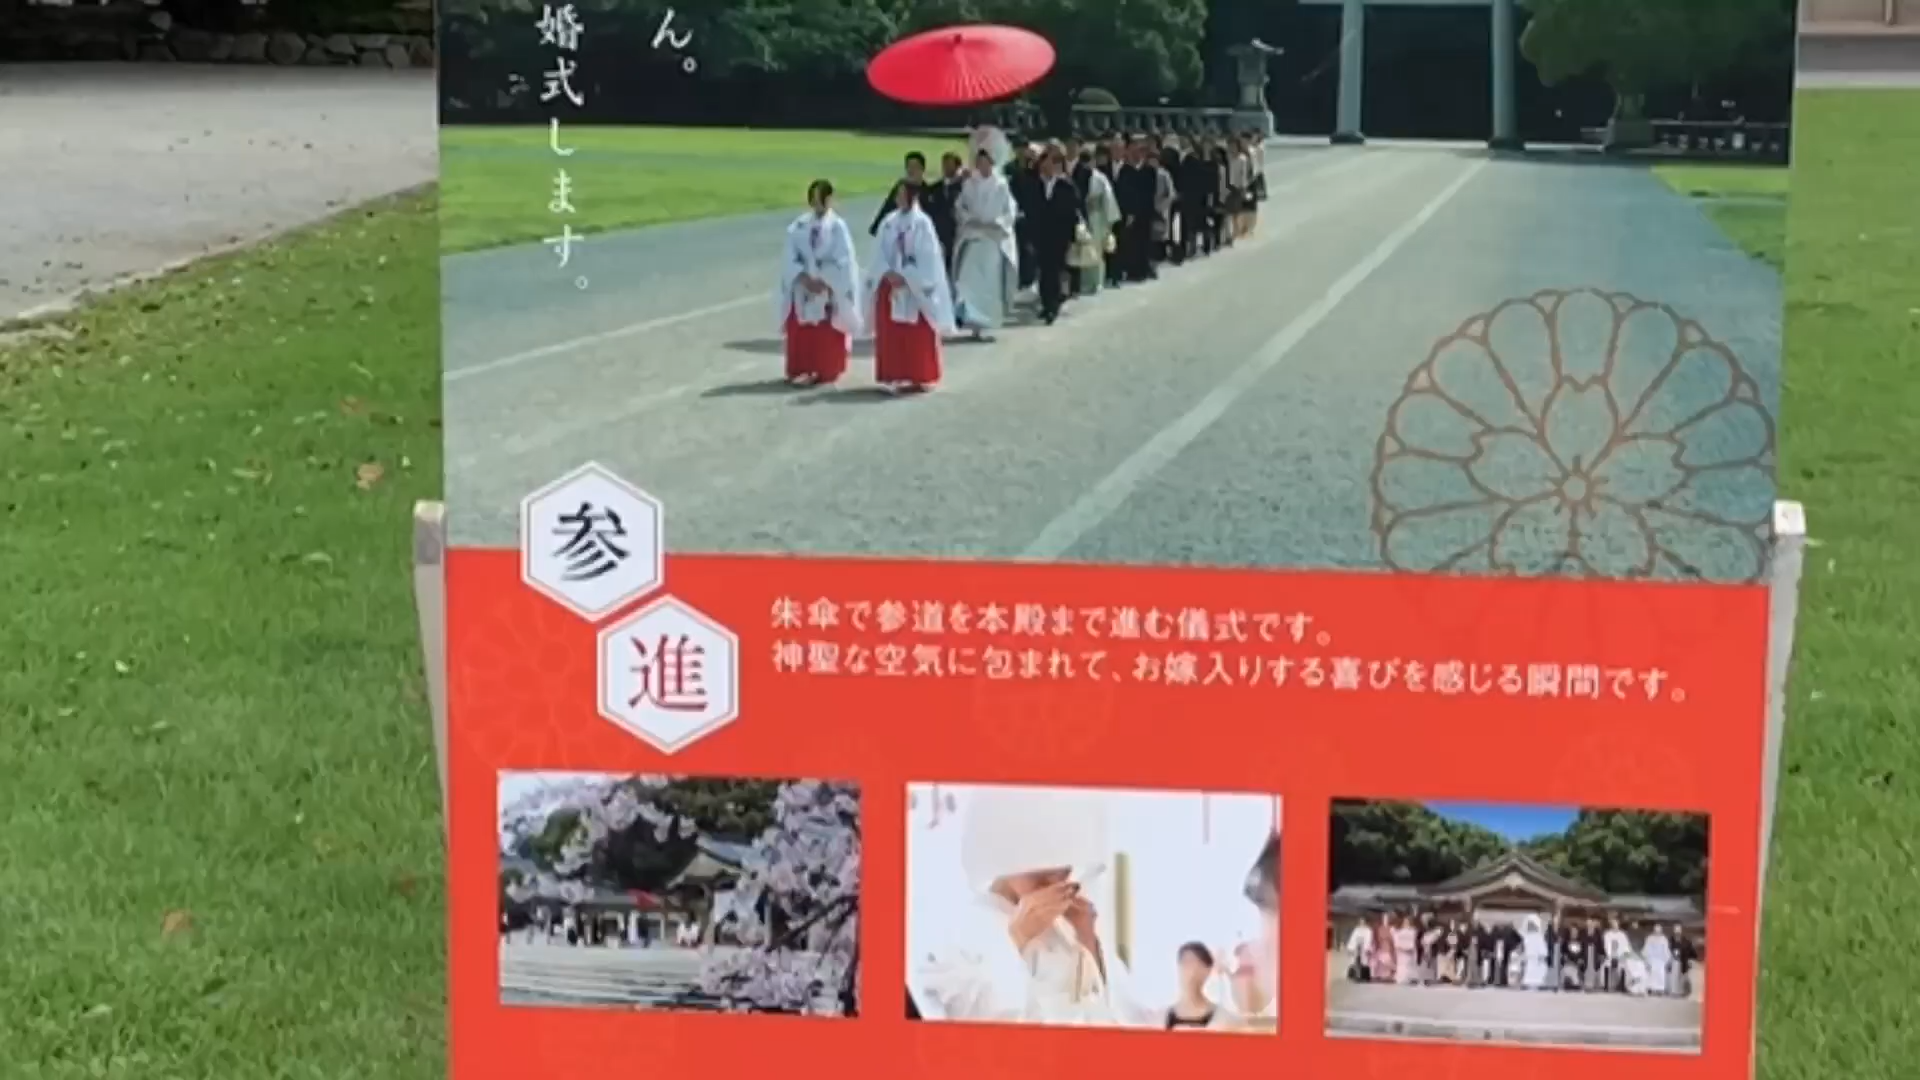 ん。
婚式します。
参進
朱傘で参道を本殿まで進む儀式です。
神聖な空気に包まれて、お嫁入りする喜びを感じる瞬間です。